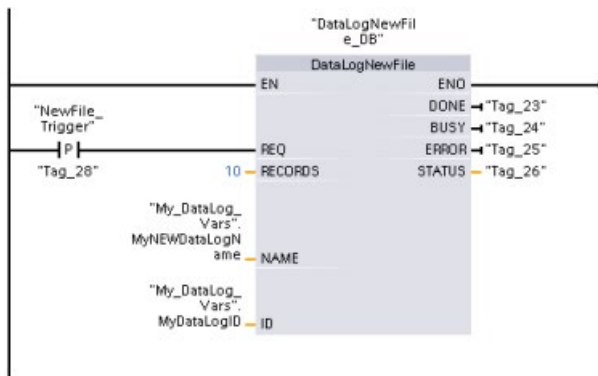 "DataLogNewFil
e_DB"
DataLogNewFile
EN ENO
DONE "Tag_23"
"NewFile_
Trigger"
BUSY "Tag_24"
P REQ ERROR "Tag_25"
"Tag_28" 10 RECORDS STATUS "Tag_26"
"My_DataLog_
Vars".
MyNEWDataLogN
ame NAME
"My_DataLog_
Vars".
MyDataLogID ID